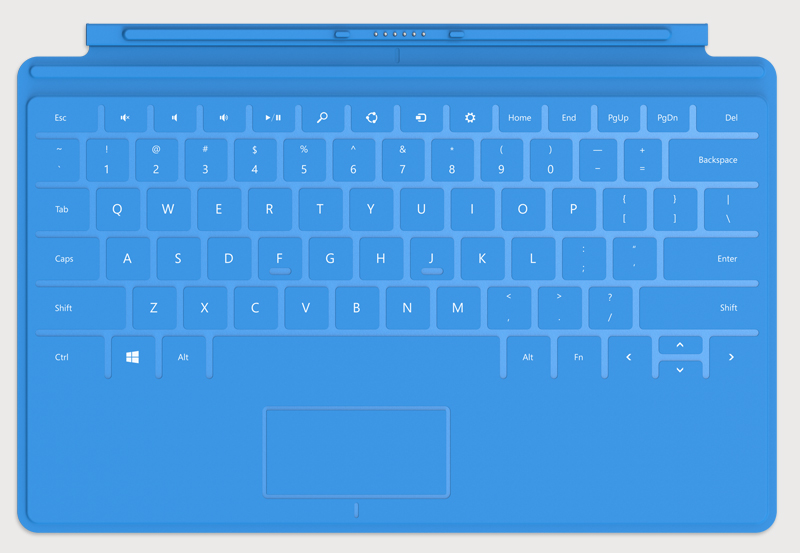 Esc Home End PgUp PgDn Del
~ ! @ # $ % ^ & * ( ) — +
` 1 2 3 4 5 6 7 8 9 0 – = Backspace
Tab Q W E R T Y U I O P { } |
[ ] \
Caps A S D F G H J K L : " Enter
; '
Shift Z X C V B N M < > ? Shift
, . /
Ctrl Alt Alt Fn